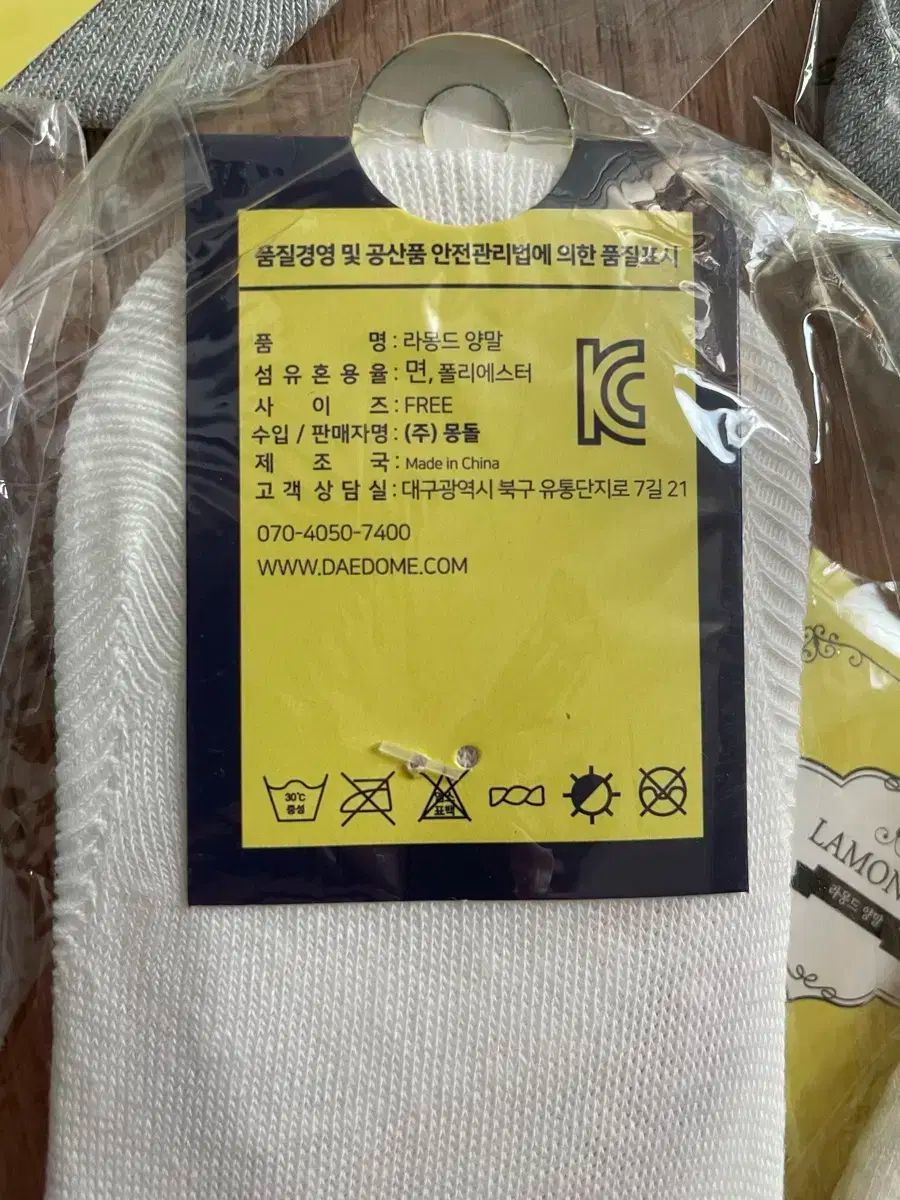 품질경영 및 공산품 안전관리법에 의한 품질표시
품 명 : 라몽드 양말
섬 유 혼 용 율 : 면, 폴리에스터
사 이 즈 : FREE
수입 / 판매자명 : (주) 몽돌
제 조 국 : Made in China
고 객 상 담 실 : 대구광역시 북구 유통단지로 7길 21
070-4050-7400
WWW.DAEDOME.COM
KC
30℃
중성
염소
표백
LAMON
라몽드 양말